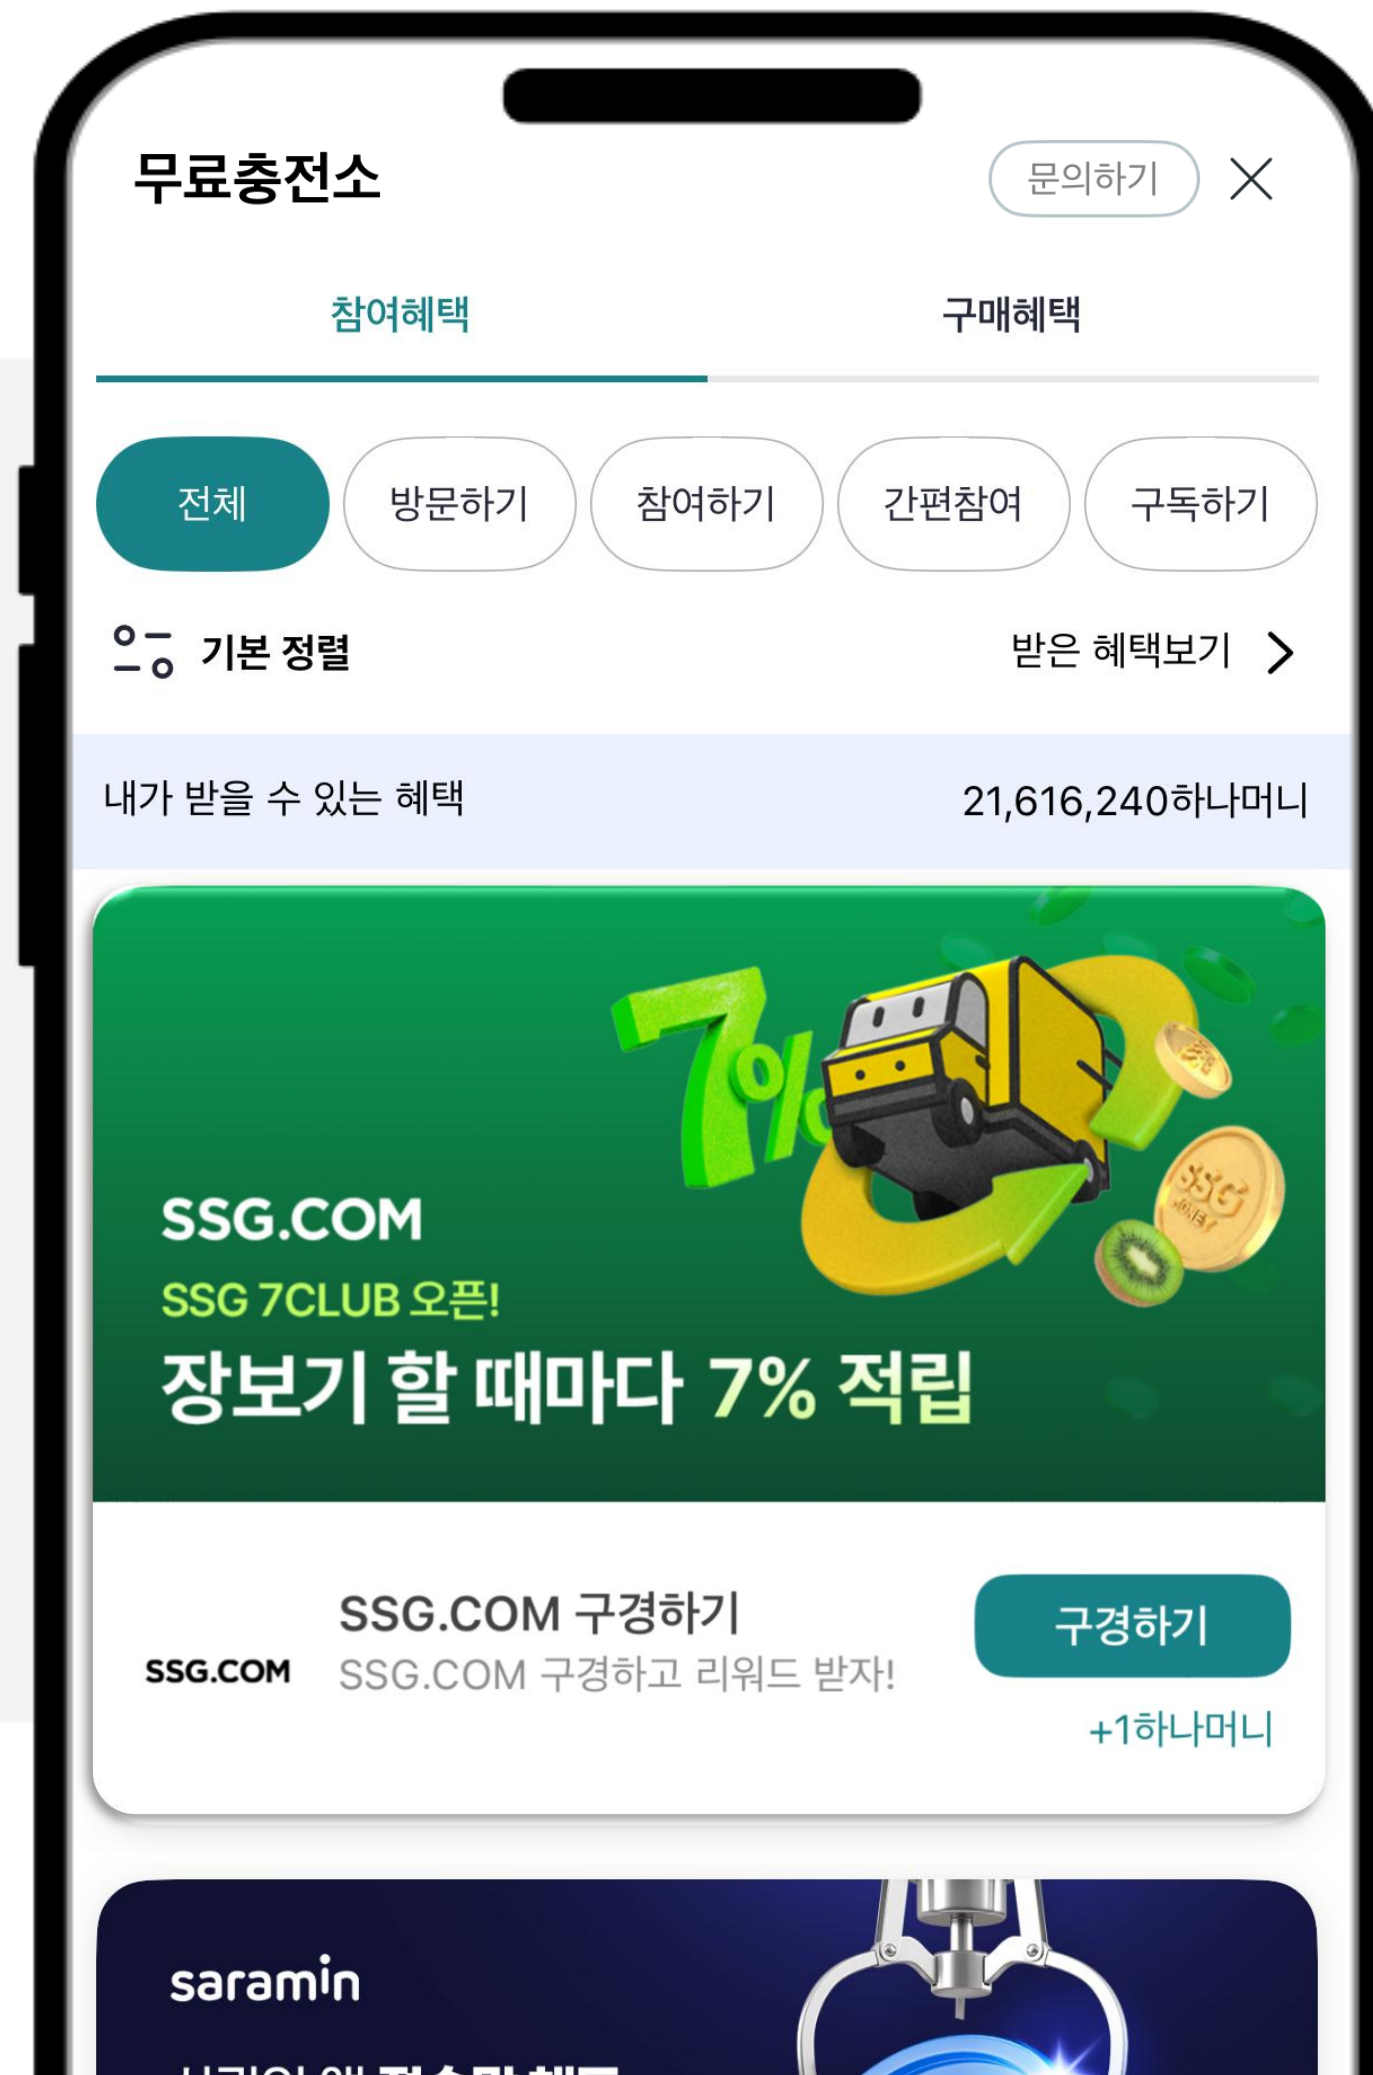 무료충전소
문의하기
참여혜택
구매혜택
전체
방문하기
참여하기
간편참여
구독하기
기본 정렬
받은 혜택보기
내가 받을 수 있는 혜택
21,616,240하나머니
7%
SSG
MONEY
SSG.COM
SSG 7CLUB 오픈!
장보기 할 때마다 7% 적립
SSG.COM
SSG.COM 구경하기
SSG.COM 구경하고 리워드 받자!
구경하기
+1하나머니
saramin